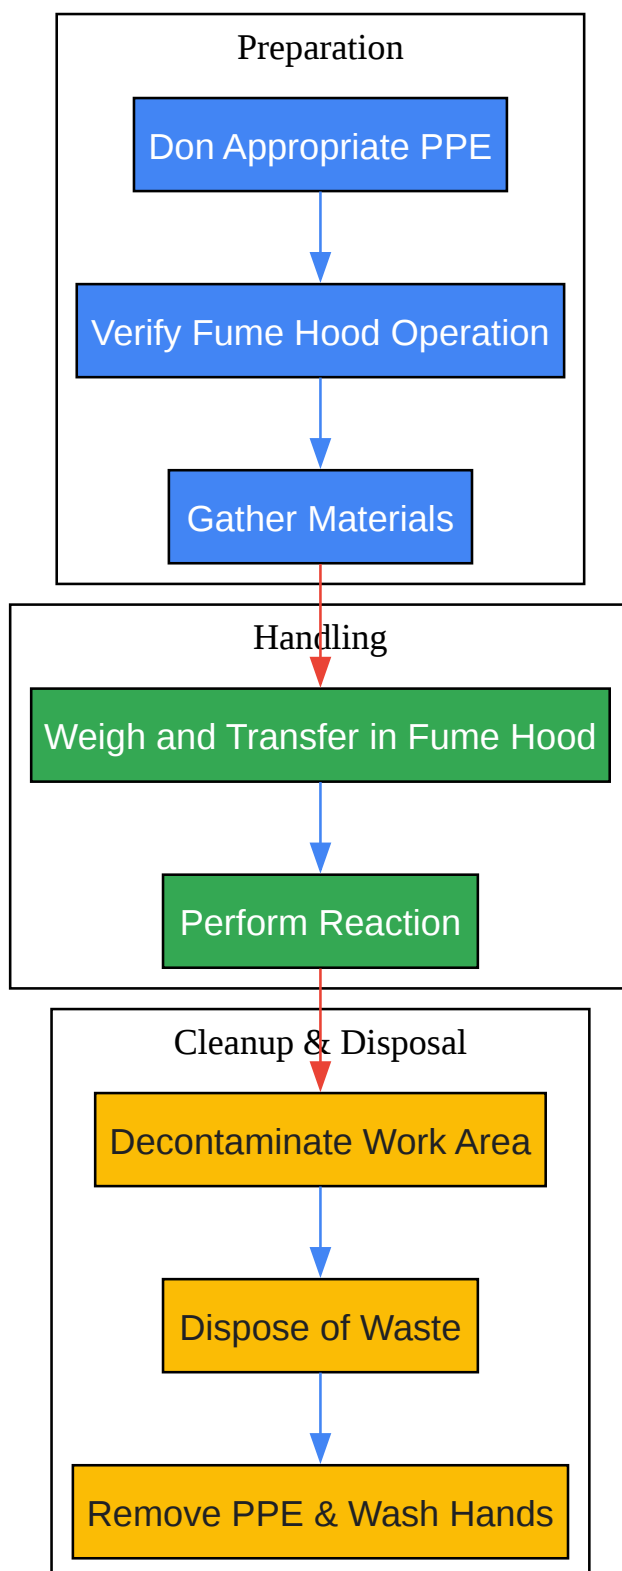 Preparation
Don Appropriate PPE
Verify Fume Hood Operation
Gather Materials
Handling
Weigh and Transfer in Fume Hood
Perform Reaction
Cleanup & Disposal
Decontaminate Work Area
Dispose of Waste
Remove PPE & Wash Hands